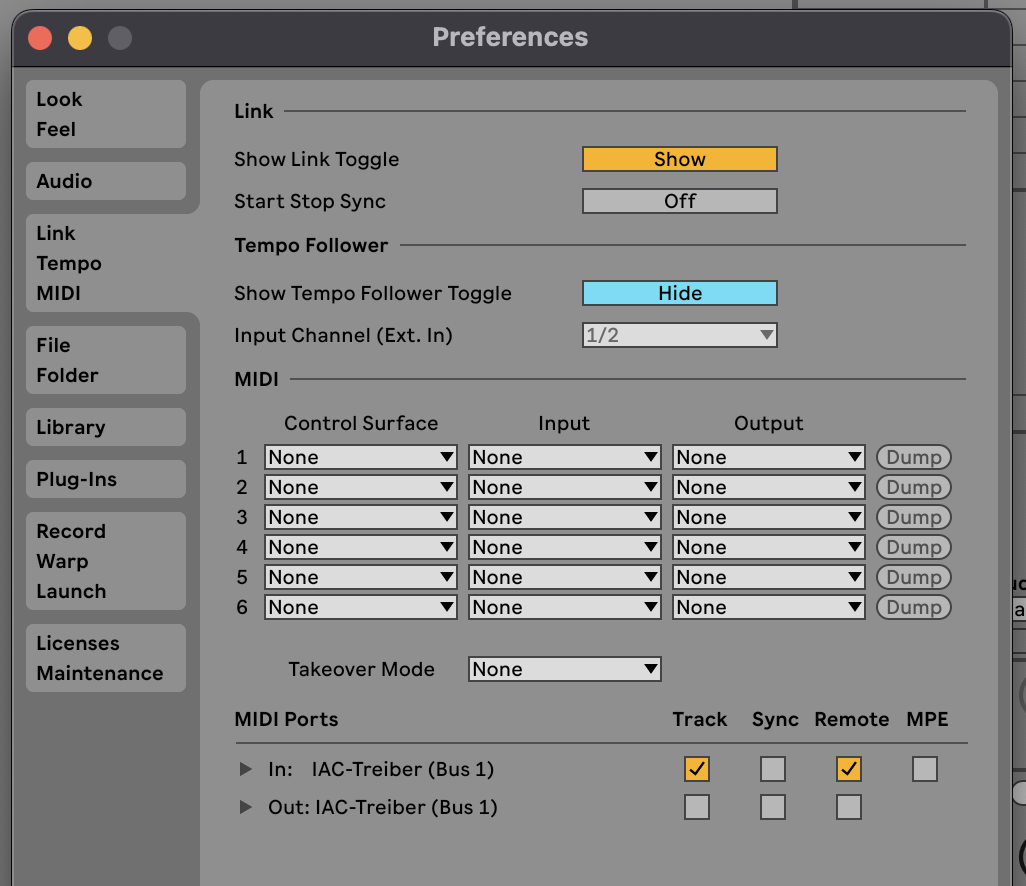 Preferences
Look
Feel
Audio
Link
Tempo
MIDI
File
Folder
Library
Plug-Ins
Record
Warp
Launch
Licenses
Maintenance
Link
Show Link Toggle Show
Start Stop Sync Off
Tempo Follower
Show Tempo Follower Toggle Hide
Input Channel (Ext. In) 1/2
MIDI
Control Surface Input Output
1 None None None Dump
2 None None None Dump
3 None None None Dump
4 None None None Dump
5 None None None Dump
6 None None None Dump
Takeover Mode None
MIDI Ports Track Sync Remote MPE
In: IAC-Treiber (Bus 1)
Out: IAC-Treiber (Bus 1)